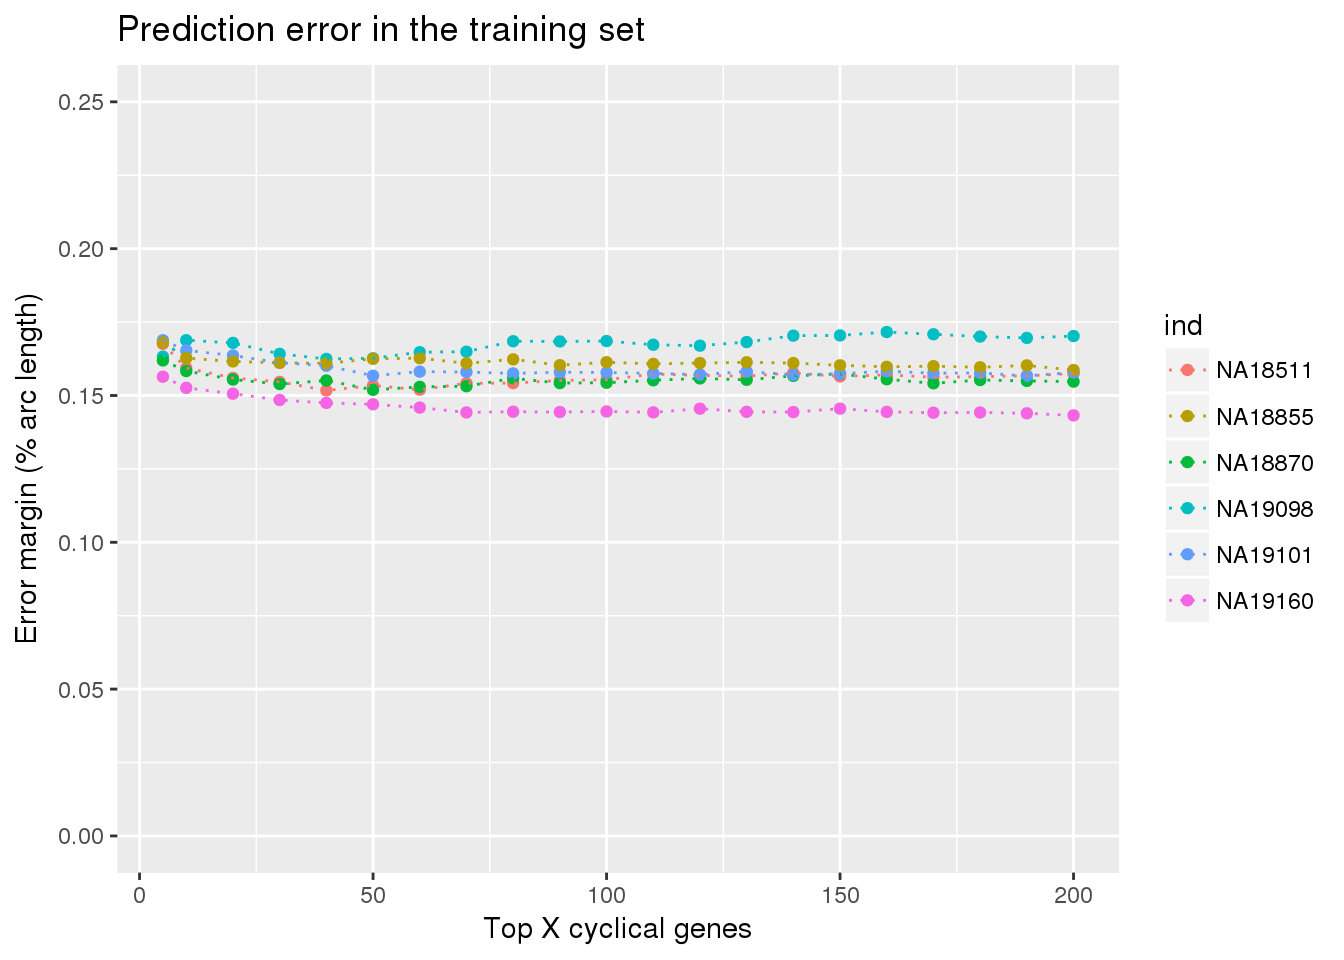 Prediction error in the training set
0.25
0.20
0.15
0.10
0.05
0.00
Error margin (% arc length)
0
50
100
150
200
Top X cyclical genes
ind
NA18511
NA18855
NA18870
NA19098
NA19101
NA19160